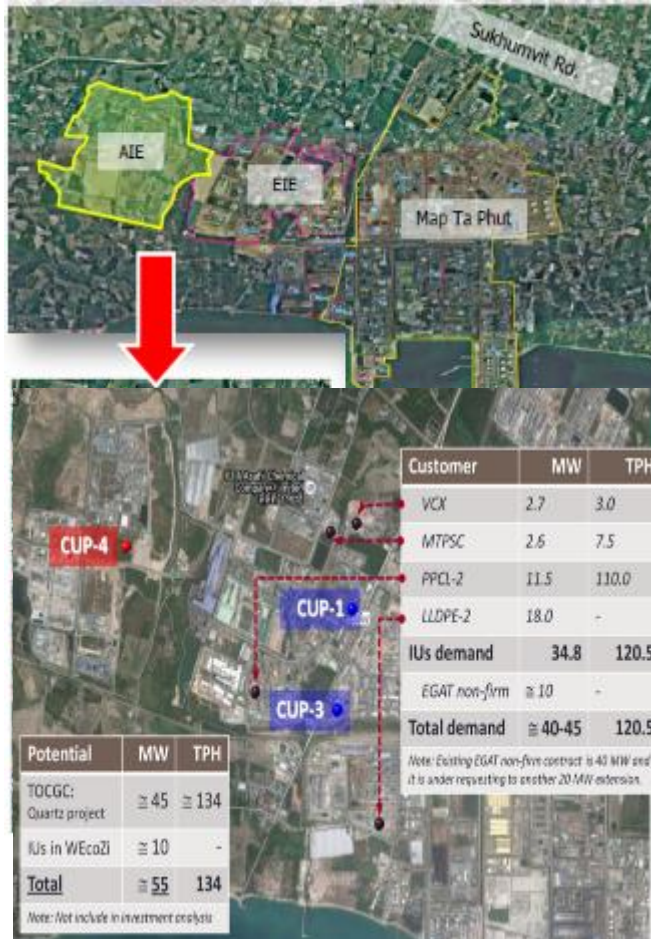 Sukhumvit Rd.
AIE
EIE
Map Ta Phut
Customer MW TPH
VCX 2.7 3.0
MTPSC 2.6 7.5
PPCL-2 11.5 110.0
LLDPE-2 18.0 -
IUs demand 34.8 120.5
EGAT non-firm ≅ 10 -
Total demand ≅ 40-45 120.5
Note: Existing EGAT non-firm contract is 40 MW and
it is under requesting to another 20 MW extension.
CUP-4
CUP-1
CUP-3
Potential MW TPH
TOCGC:
Quartz project ≅ 45 ≅ 134
IUs in WEcoZi ≅ 10 -
Total ≅ 55 134
Note: Not include in investment analysis